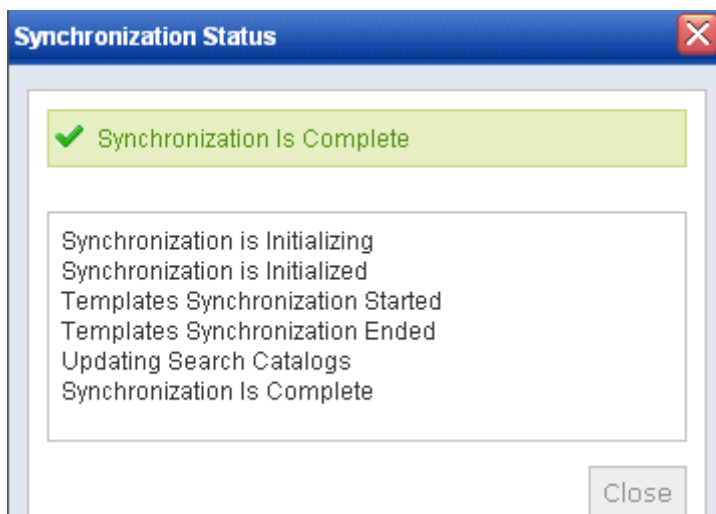 Synchronization Status
Synchronization Is Complete
Synchronization is Initializing
Synchronization is Initialized
Templates Synchronization Started
Templates Synchronization Ended
Updating Search Catalogs
Synchronization Is Complete
Close